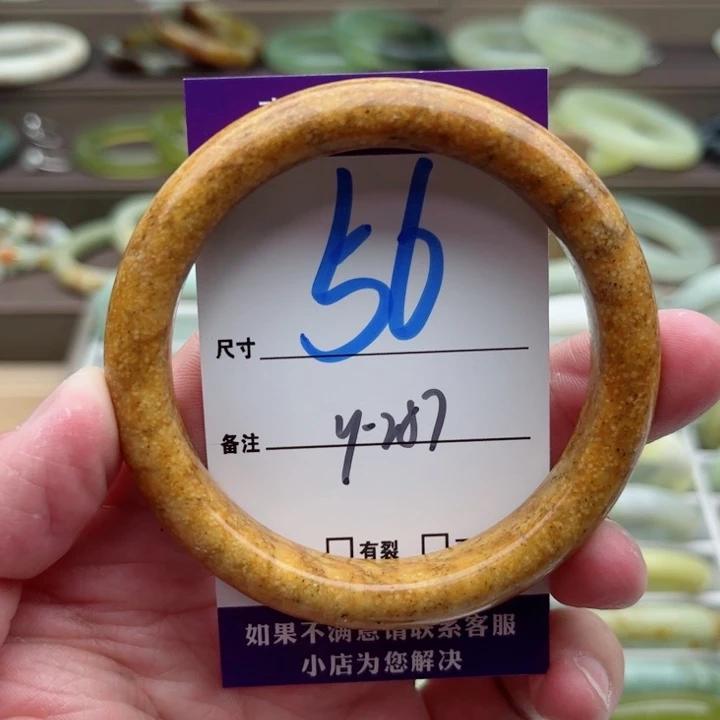 56
尺寸
备注 y-287
有裂
如果不满意请联系客服
小店为您解决